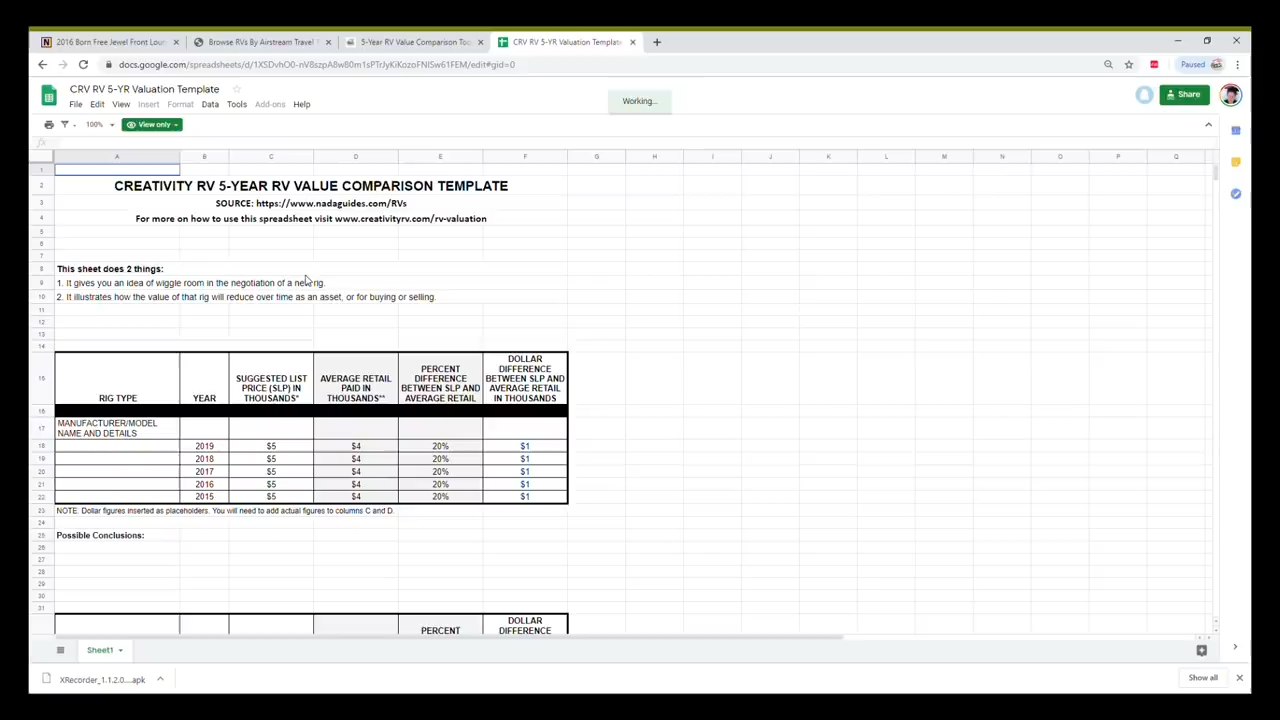 2016 Born Free Jewel Front Loun
Browse RVs By Airstream Travel T
5-Year RV Value Comparison Too
CRV RV 5-YR Valuation Template
docs.google.com/spreadsheets/d/
CRV RV 5-YR Valuation Template
Working...
Share
File Edit View Insert Format Data Tools Add-ons Help
100% View only
Paused
A B C D E F G H I J K L M N O P Q
CREATIVITY RV 5-YEAR RV VALUE COMPARISON TEMPLATE
SOURCE: https://www.nadaguides.com/RVs
For more on how to use this spreadsheet visit www.creativityrv.com/rv-valuation
This sheet does 2 things:
1. It gives you an idea of wiggle room in the negotiation of a new rig.
2. It illustrates how the value of that rig will reduce over time as an asset, or for buying or selling.
RIG TYPE
YEAR
SUGGESTED LIST
PRICE (SLP) IN
THOUSANDS*
AVERAGE RETAIL
PAID IN
THOUSANDS**
PERCENT
DIFFERENCE
BETWEEN SLP AND
AVERAGE RETAIL
DOLLAR
DIFFERENCE
BETWEEN SLP AND
AVERAGE RETAIL
IN THOUSANDS
MANUFACTURER/MODEL
NAME AND DETAILS
2019 $5 $4 20% $1
2018 $5 $4 20% $1
2017 $5 $4 20% $1
2016 $5 $4 20% $1
2015 $5 $4 20% $1
NOTE: Dollar figures inserted as placeholders. You will need to add actual figures to columns C and D.
Possible Conclusions:
PERCENT
DOLLAR
DIFFERENCE
Sheet1
XRecorder_1.1.2.0....apk
Show all